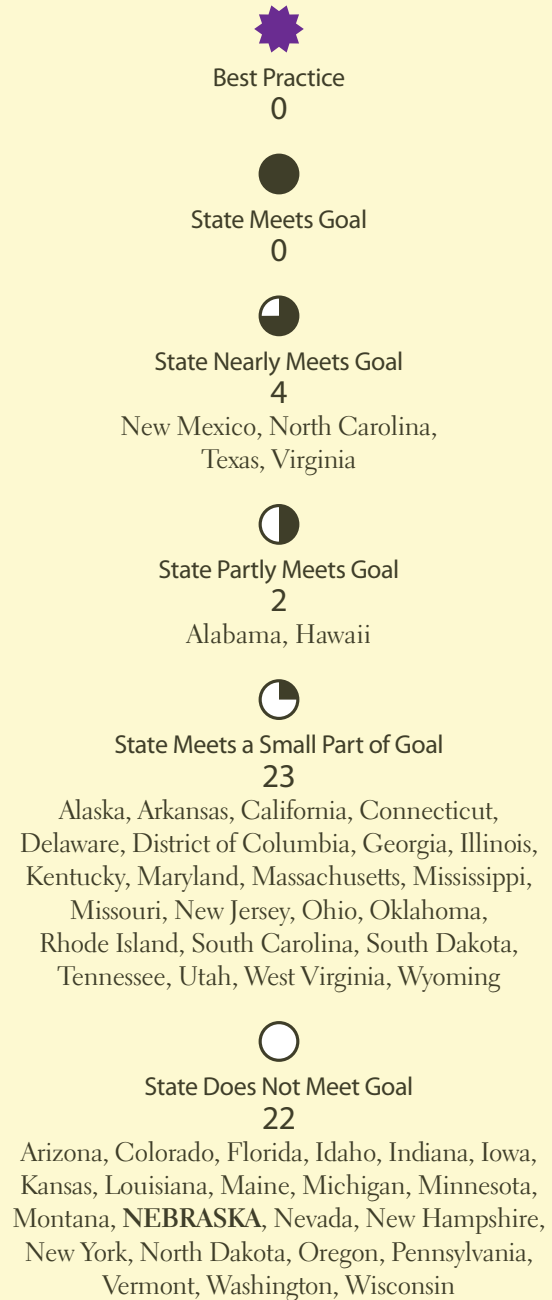 Best Practice
0
State Meets Goal
0
State Nearly Meets Goal
4
New Mexico, North Carolina,
Texas, Virginia
State Partly Meets Goal
2
Alabama, Hawaii
State Meets a Small Part of Goal
23
Alaska, Arkansas, California, Connecticut,
Delaware, District of Columbia, Georgia, Illinois,
Kentucky, Maryland, Massachusetts, Mississippi,
Missouri, New Jersey, Ohio, Oklahoma,
Rhode Island, South Carolina, South Dakota,
Tennessee, Utah, West Virginia, Wyoming
State Does Not Meet Goal
22
Arizona, Colorado, Florida, Idaho, Indiana, Iowa,
Kansas, Louisiana, Maine, Michigan, Minnesota,
Montana, NEBRASKA, Nevada, New Hampshire,
New York, North Dakota, Oregon, Pennsylvania,
Vermont, Washington, Wisconsin